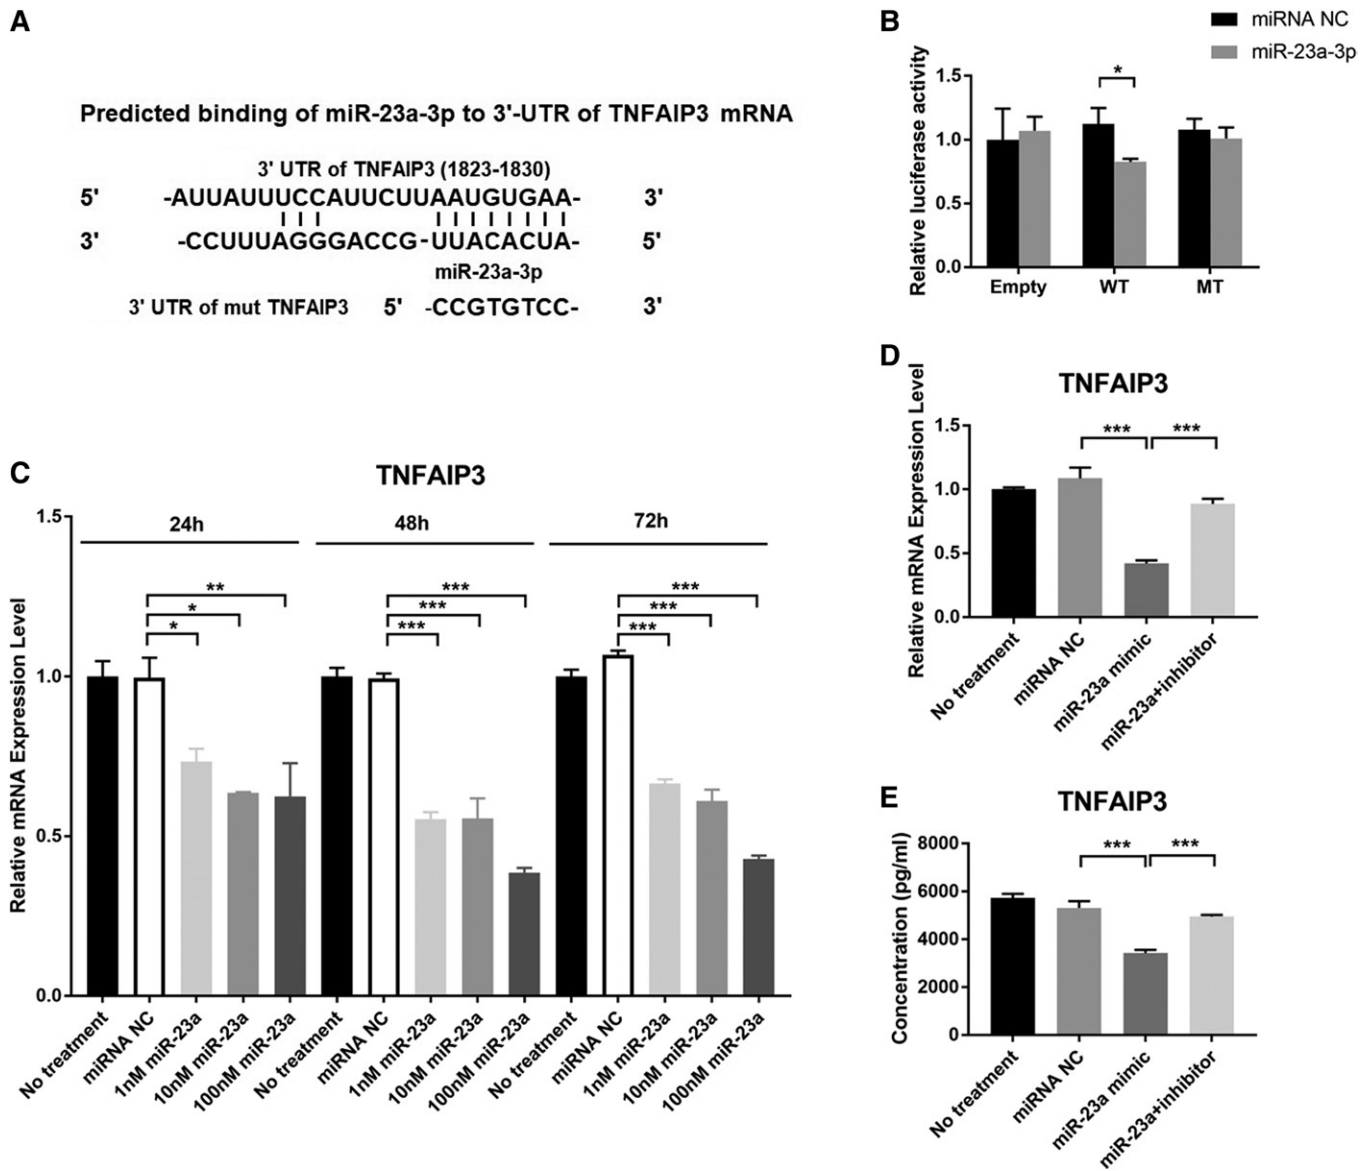 A
Predicted binding of miR-23a-3p to 3'-UTR of TNFAIP3 mRNA
3' UTR of TNFAIP3 (1823-1830)
5' -AUUAUUUCCAUUCUUAAUGUGAA- 3'
3' -CCUUUAGGGACCG-UUACACUA- 5'
miR-23a-3p
3' UTR of mut TNFAIP3 5' -CCGTGTCC- 3'
B
miRNA NC
miR-23a-3p
Relative luciferase activity
1.5
1.0
0.5
0.0
*
Empty WT MT
C
TNFAIP3
Relative mRNA Expression Level
1.5
1.0
0.5
0.0
24h 48h 72h
** *** ***
* *** ***
* *** ***
No treatment
miRNA NC
1nM miR-23a
10nM miR-23a
100nM miR-23a
No treatment
miRNA NC
1nM miR-23a
10nM miR-23a
100nM miR-23a
No treatment
miRNA NC
1nM miR-23a
10nM miR-23a
100nM miR-23a
D
TNFAIP3
Relative mRNA Expression Level
1.5
1.0
0.5
0.0
*** ***
No treatment
miRNA NC
miR-23a mimic
miR-23a+inhibitor
E
TNFAIP3
Concentration (pg/ml)
8000
6000
4000
2000
0
*** ***
No treatment
miRNA NC
miR-23a mimic
miR-23a+inhibitor